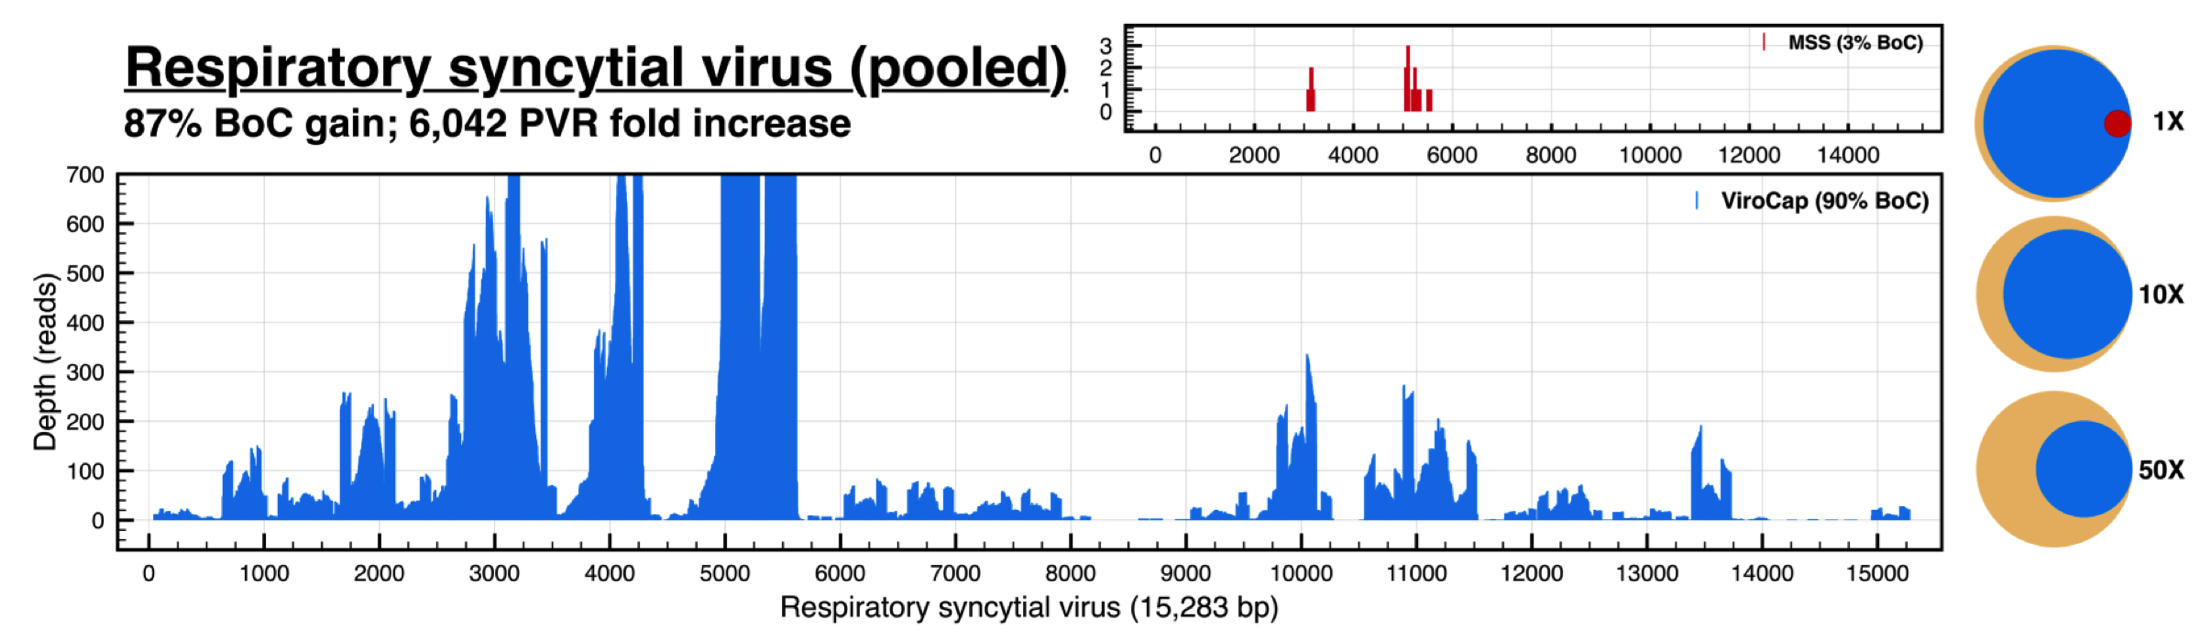 Respiratory syncytial virus (pooled)
87% BoC gain; 6,042 PVR fold increase
3
2
1
0
MSS (3% BoC)
0 2000 4000 6000 8000 10000 12000 14000
1X
10X
50X
Depth (reads)
700
600
500
400
300
200
100
0
ViroCap (90% BoC)
0 1000 2000 3000 4000 5000 6000 7000 8000 9000 10000 11000 12000 13000 14000 15000
Respiratory syncytial virus (15,283 bp)